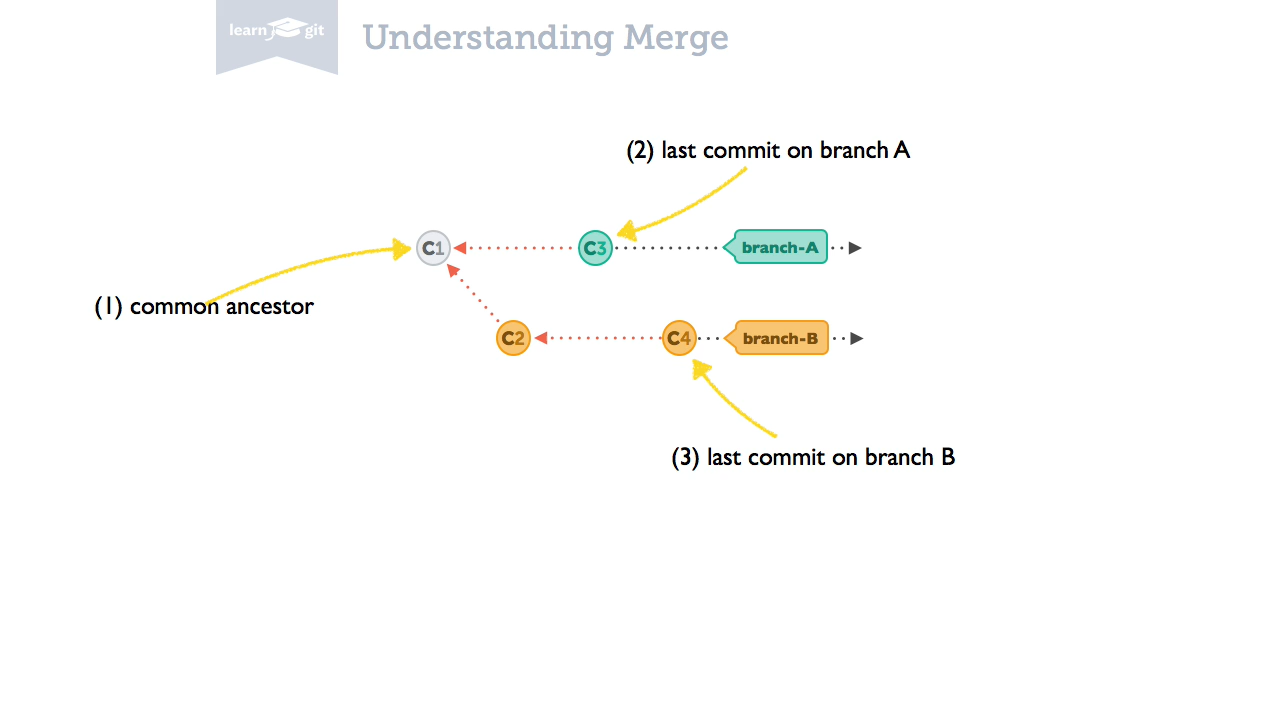 learn git
Understanding Merge
(2) last commit on branch A
C1
C3
branch-A
(1) common ancestor
C2
C4
branch-B
(3) last commit on branch B